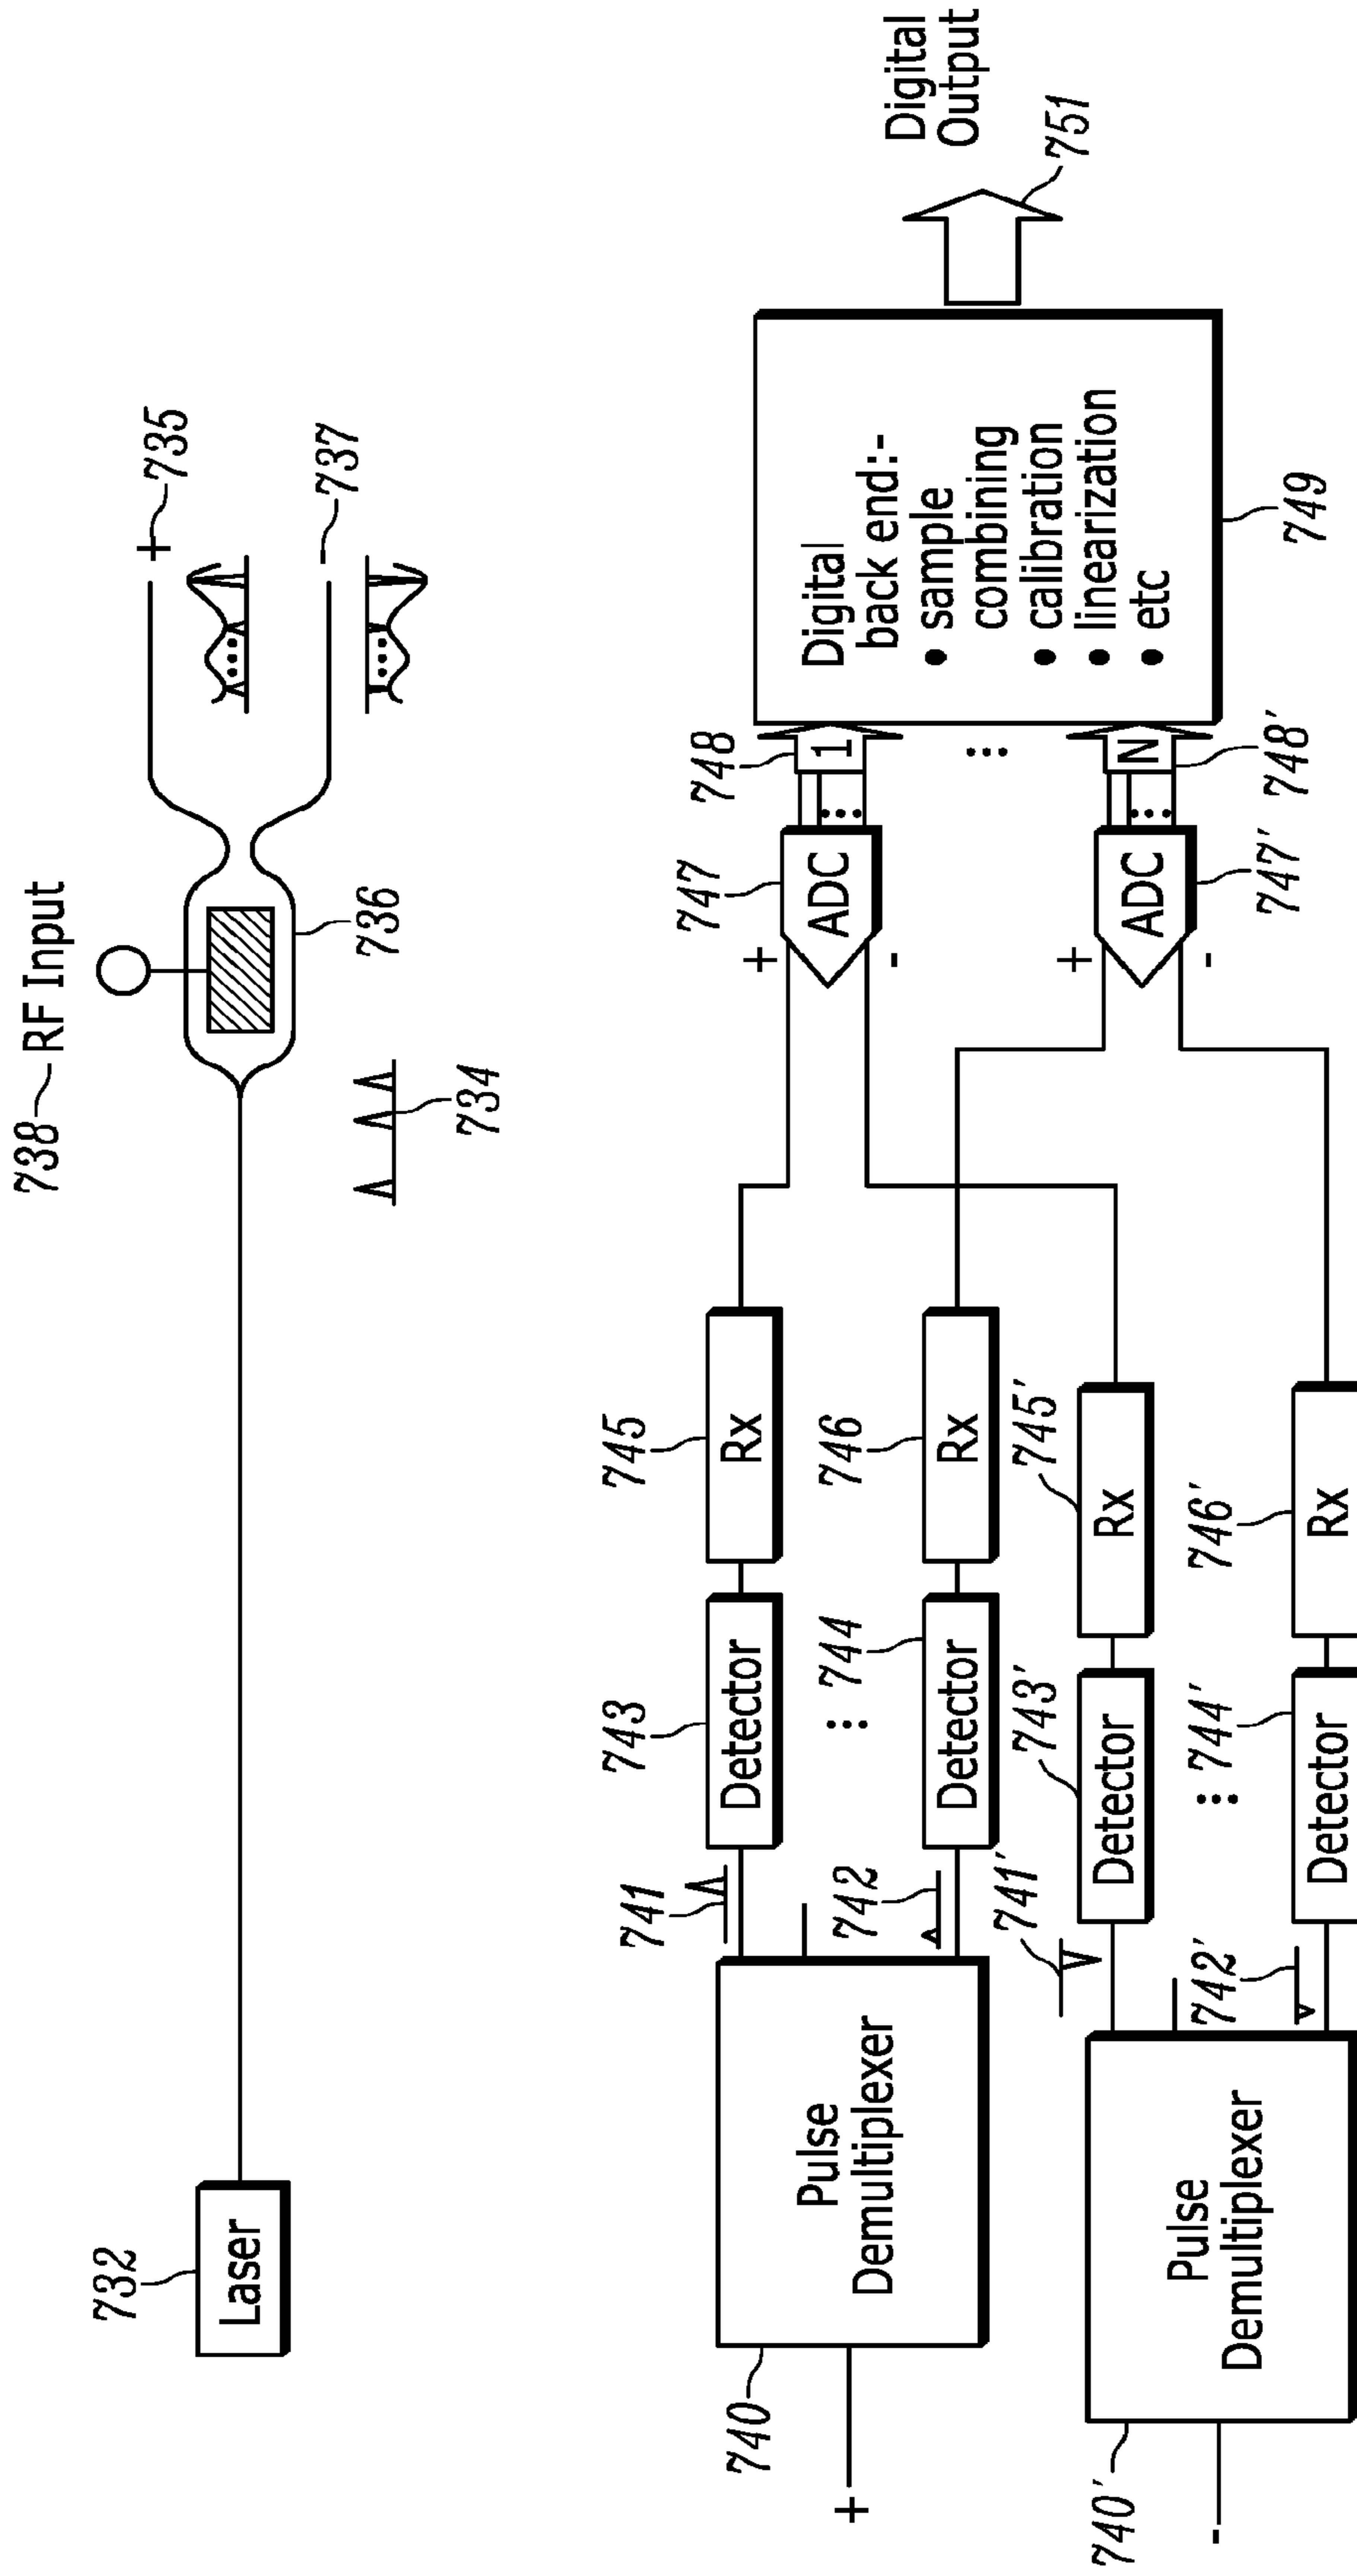 738
RF Input
+
735
-
737
732
Laser
736
734
740
+
Pulse
Demultiplexer
741
743
Detector
745
Rx
742
744
Detector
746
Rx
740′
-
Pulse
Demultiplexer
741′
743′
Detector
745′
Rx
742′
744′
Detector
746′
Rx
747
+
ADC
-
748
1
+
ADC
-
747′
N
748′
Digital
back end:-
• sample
combining
• calibration
• linearization
• etc
749
Digital
Output
751